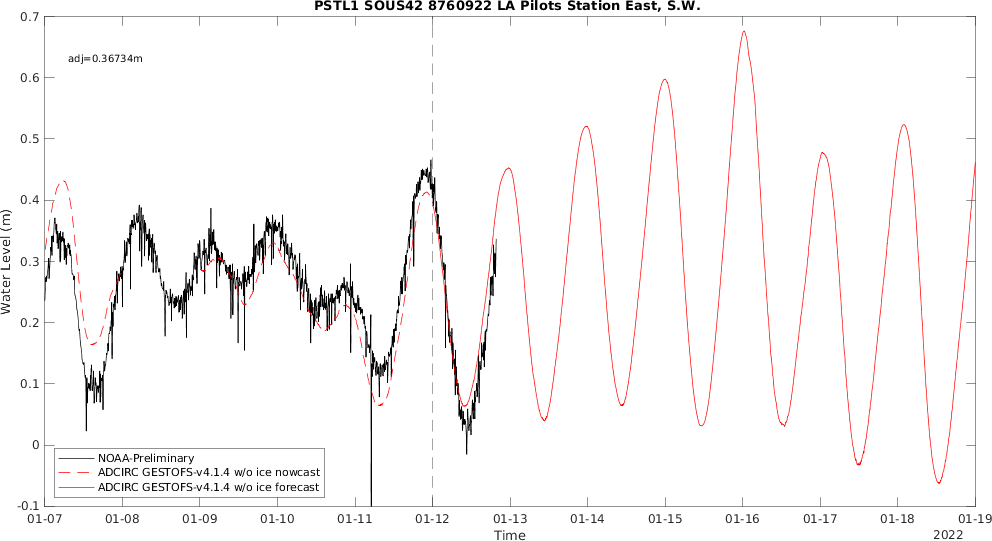 PSTL1 SOUS42 8760922 LA Pilots Station East, S.W.
adj=0.36734m
Water Level (m)
0.7
0.6
0.5
0.4
0.3
0.2
0.1
0
-0.1
NOAA-Preliminary
ADCIRC GESTOFS-v4.1.4 w/o ice nowcast
ADCIRC GESTOFS-v4.1.4 w/o ice forecast
01-07 01-08 01-09 01-10 01-11 01-12 01-13 01-14 01-15 01-16 01-17 01-18 01-19
Time
2022